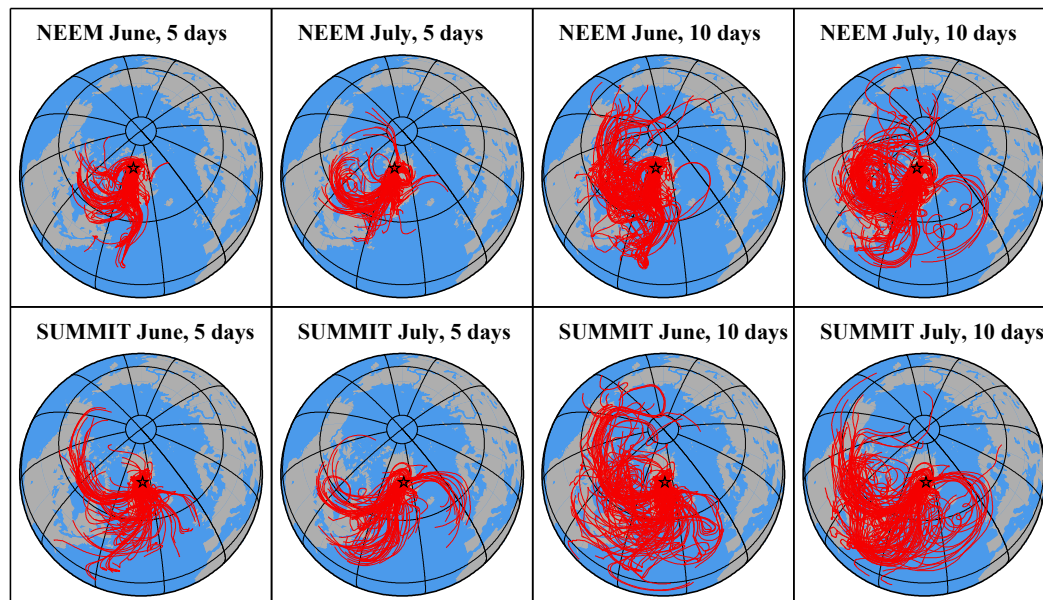 NEEM June, 5 days
NEEM July, 5 days
NEEM June, 10 days
NEEM July, 10 days
SUMMIT June, 5 days
SUMMIT July, 5 days
SUMMIT June, 10 days
SUMMIT July, 10 days